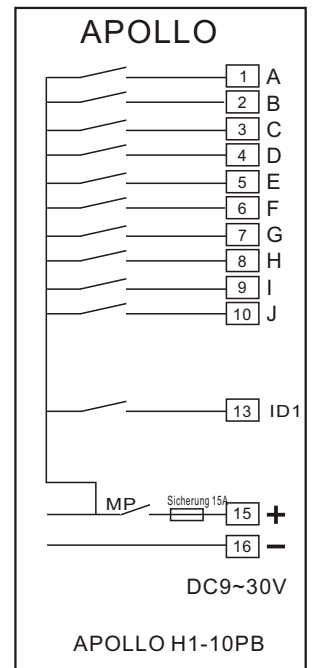 APOLLO
1 A
2 B
3 C
4 D
5 E
6 F
7 G
8 H
9 I
10 J
13 ID1
MP Sicherung 15A 15 +
16 −
DC9~30V
APOLLO H1-10PB